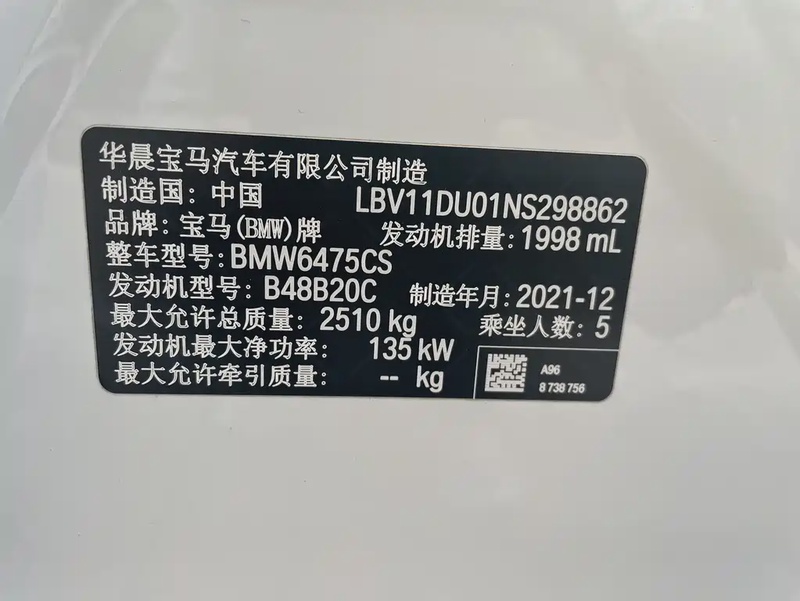 华晨宝马汽车有限公司制造
制造国: 中国 LBV11DU01NS298862
品牌: 宝马(BMW)牌 发动机排量: 1998 mL
整车型号: BMW6475CS
发动机型号: B48B20C 制造年月: 2021-12
最大允许总质量: 2510 kg 乘坐人数: 5
发动机最大净功率: 135 kW
最大允许牵引质量: -- kg
A96
8 738 756